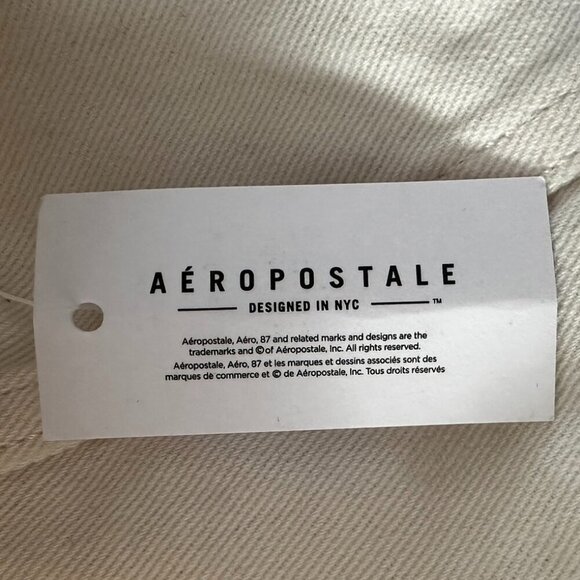 AÉROPOSTALE
DESIGNED IN NYC ™
Aéropostale, Aéro, 87 and related marks and designs are the
trademarks and © of Aéropostale, Inc. All rights reserved.
Aéropostale, Aéro, 87 et les marques et dessins associés sont des
marques de commerce et © de Aéropostale, Inc. Tous droits réservés